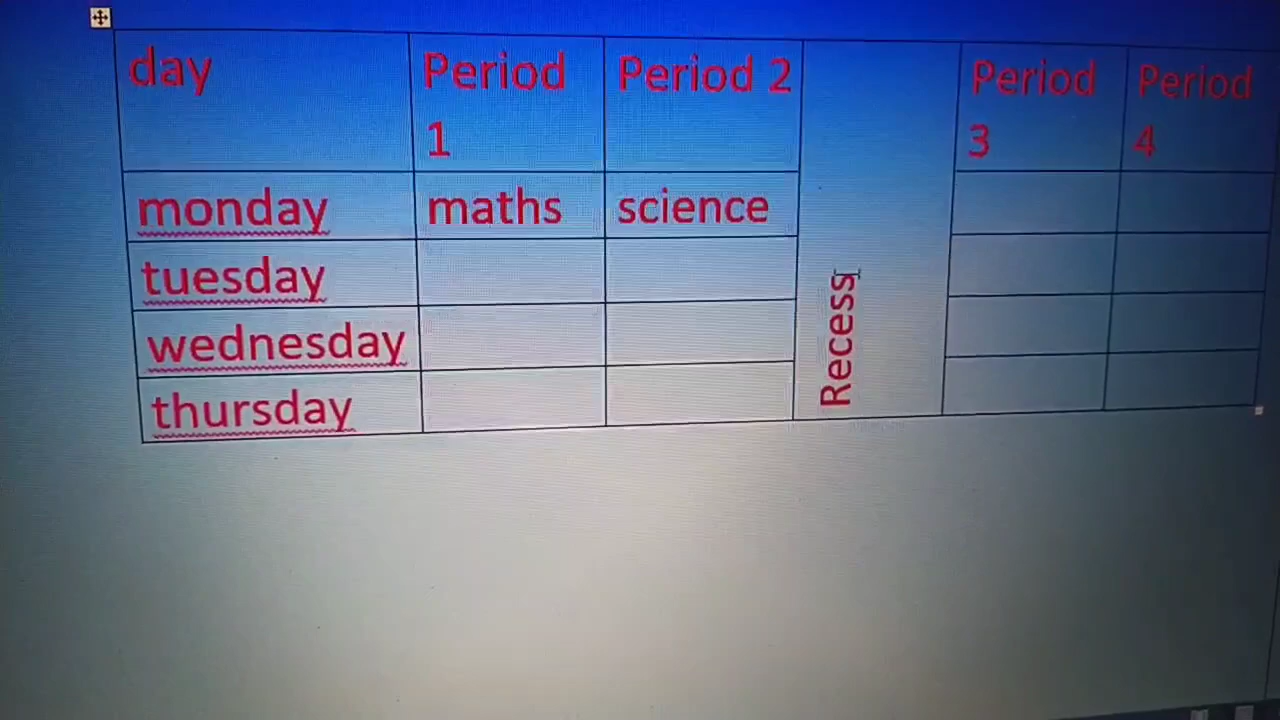 day Period 1 Period 2 Period 3 Period 4
monday maths science
tuesday
wednesday
thursday
Recess